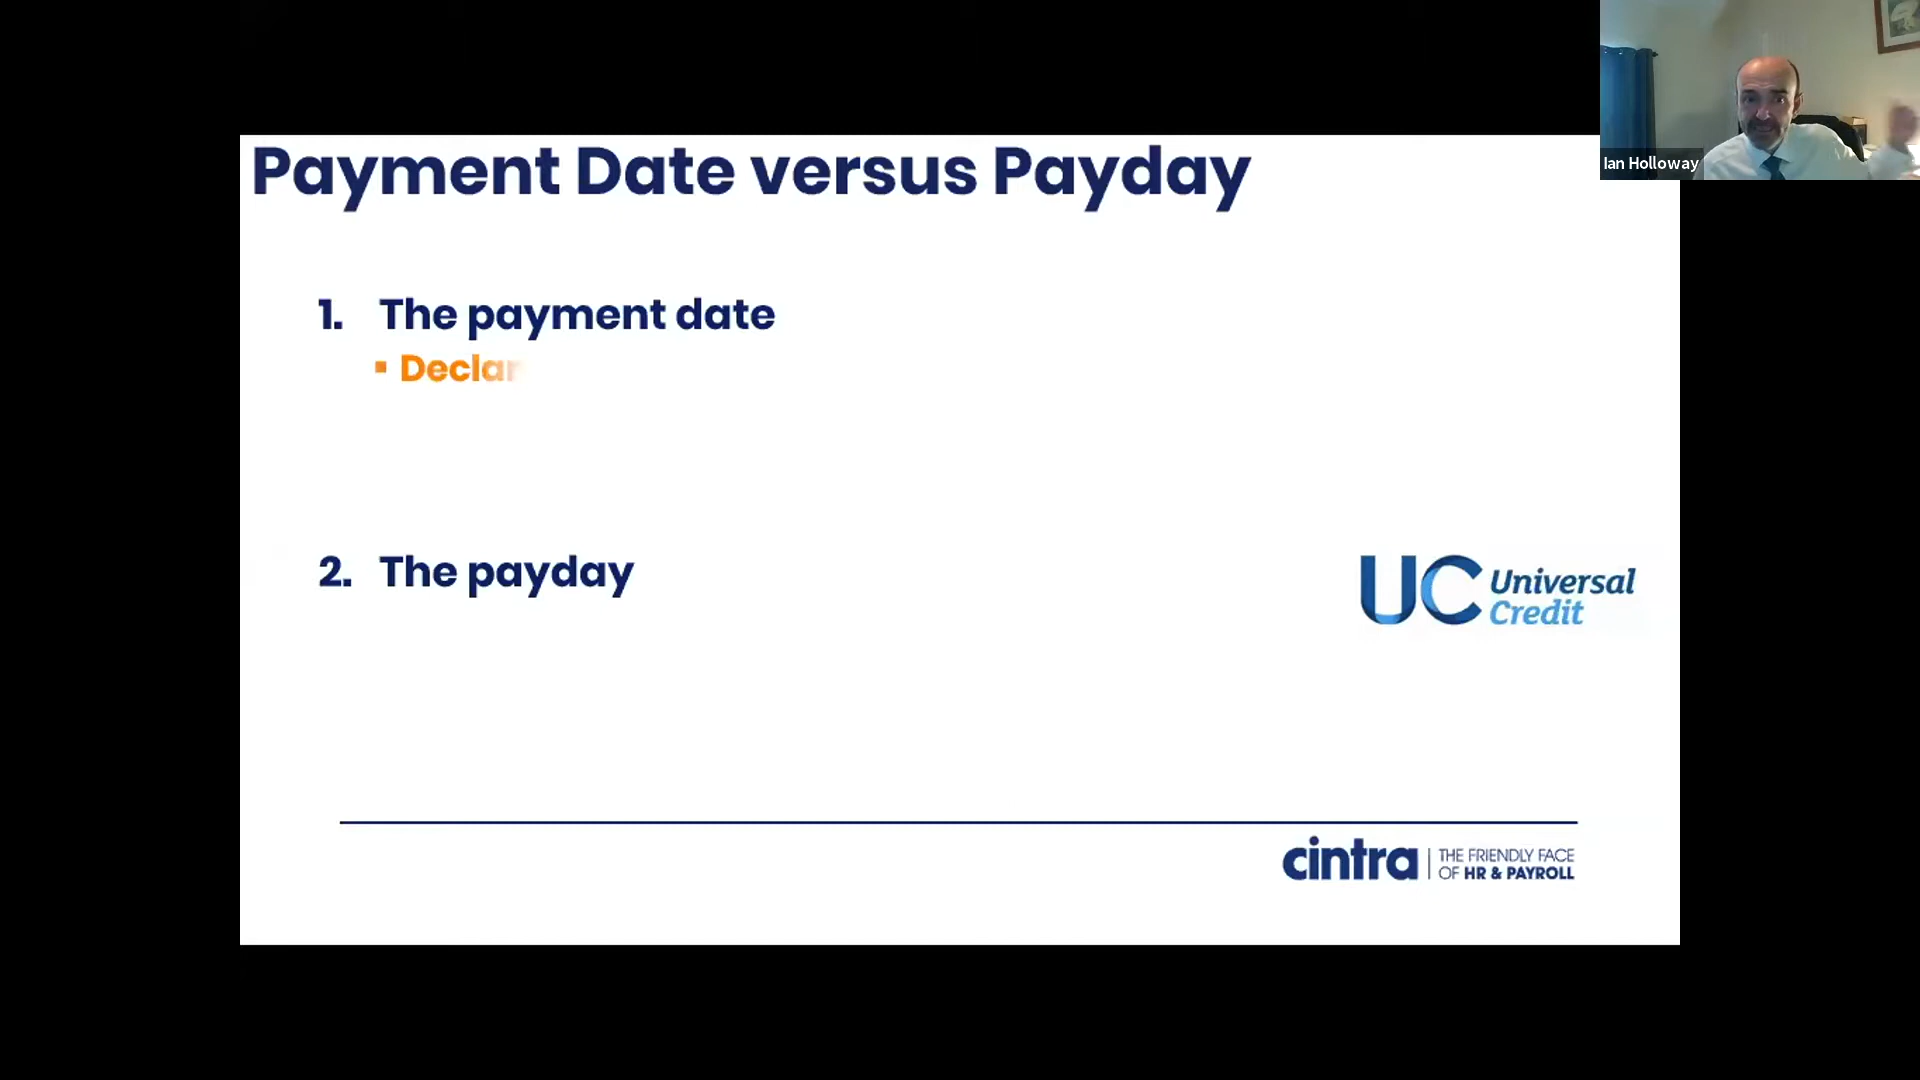 Payment Date versus Payday
Ian Holloway
1. The payment date
2. The payday
UC Universal
Credit
cintra
THE FRIENDLY FACE
OF HR & PAYROLL